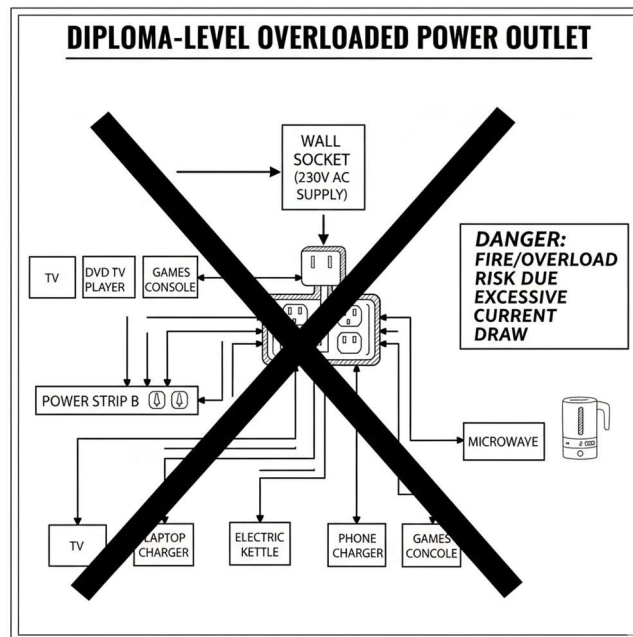 DIPLOMA-LEVEL OVERLOADED POWER OUTLET
WALL
SOCKET
(230V AC
SUPPLY)
TV
DVD TV
PLAYER
GAMES
CONSOLE
DANGER:
FIRE/OVERLOAD
RISK DUE
EXCESSIVE
CURRENT
DRAW
POWER STRIP B
MICROWAVE
TV
LAPTOP
CHARGER
ELECTRIC
KETTLE
PHONE
CHARGER
GAMES
CONCOLE